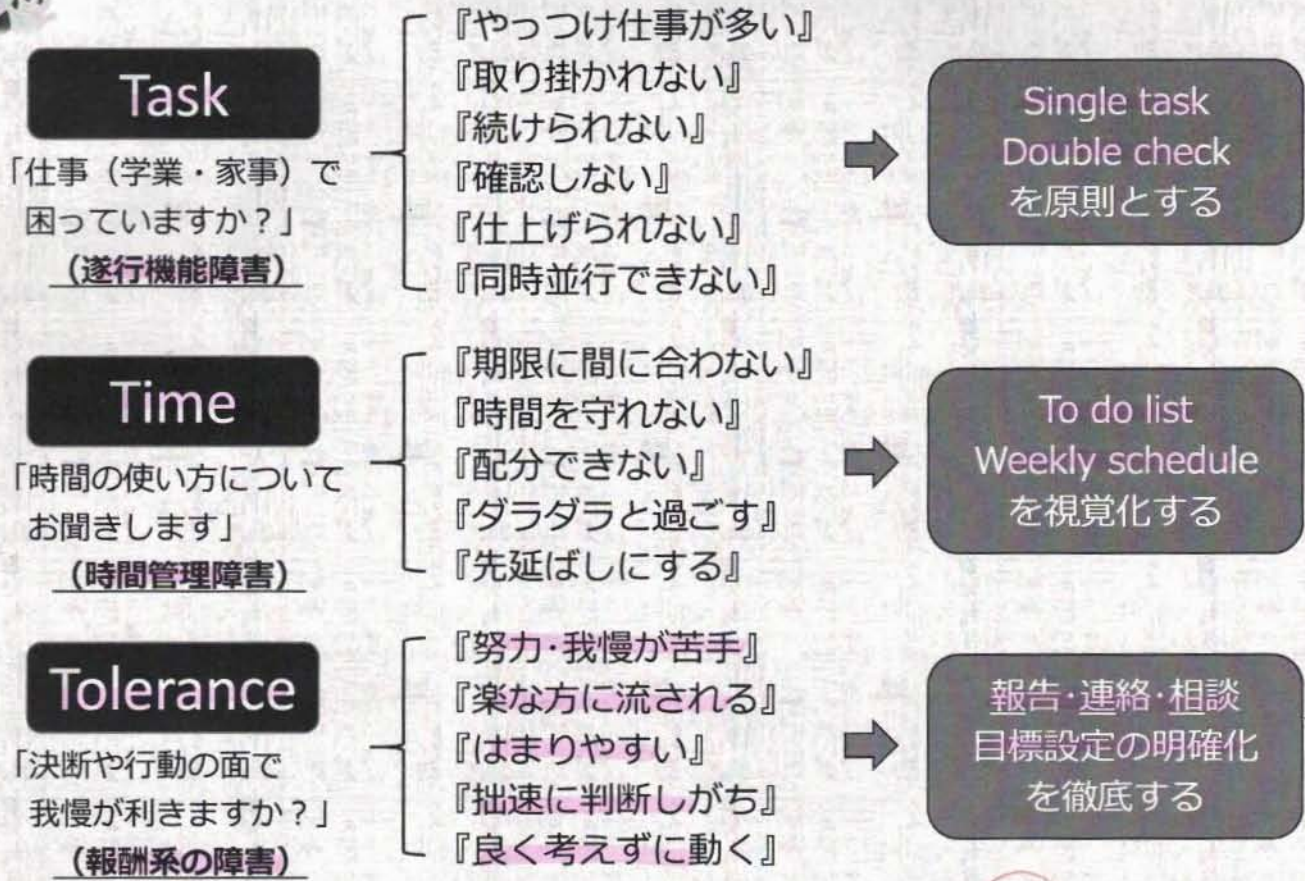 Task
「仕事（学業・家事）で
困っていますか？」
（遂行機能障害）
『やっつけ仕事が多い』
『取り掛かれない』
『続けられない』
『確認しない』
『仕上げられない』
『同時並行できない』
Single task
Double check
を原則とする
Time
「時間の使い方について
お聞きします」
（時間管理障害）
『期限に間に合わない』
『時間を守れない』
『配分できない』
『ダラダラと過ごす』
『先延ばしにする』
To do list
Weekly schedule
を視覚化する
Tolerance
「決断や行動の面で
我慢が利きますか？」
（報酬系の障害）
『努力･我慢が苦手』
『楽な方に流される』
『はまりやすい』
『拙速に判断しがち』
『良く考えずに動く』
報告･連絡･相談
目標設定の明確化
を徹底する